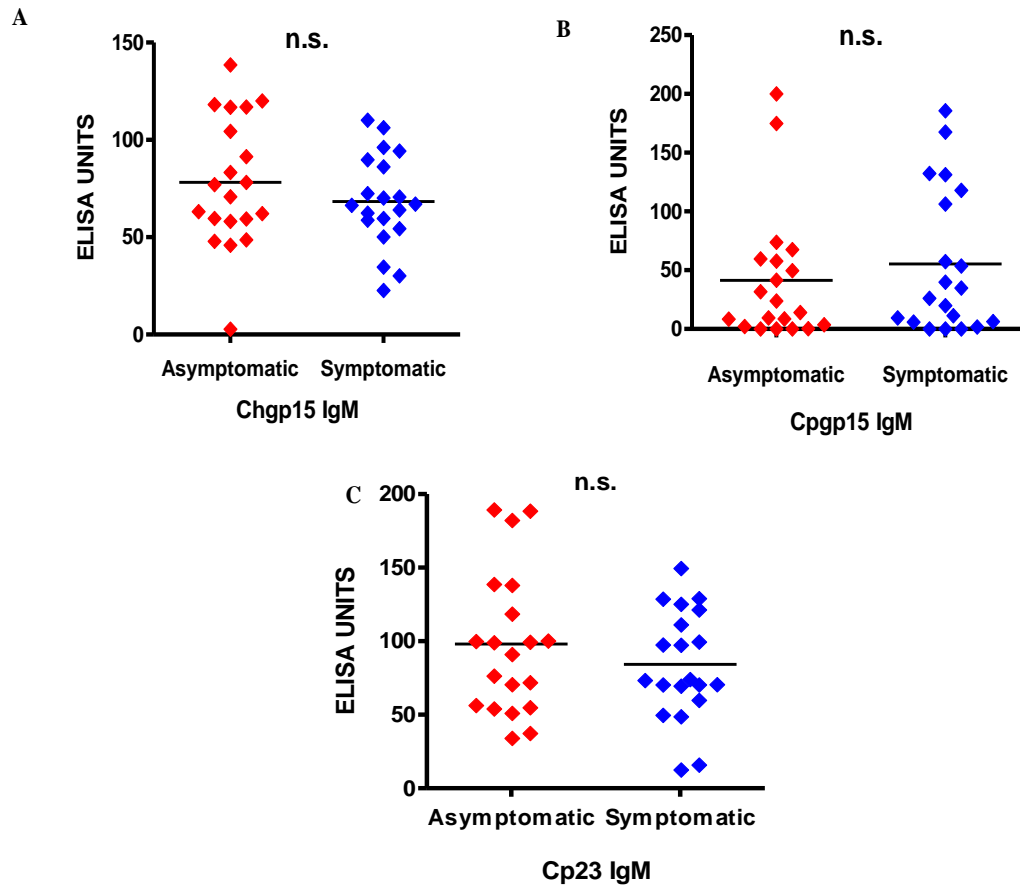 A
n.s.
150
100
50
0
ELISA UNITS
Asymptomatic Symptomatic
Chgp15 IgM
B
n.s.
250
200
150
100
50
0
ELISA UNITS
Asymptomatic Symptomatic
Cpgp15 IgM
C
n.s.
200
150
100
50
0
ELISA UNITS
Asymptomatic Symptomatic
Cp23 IgM